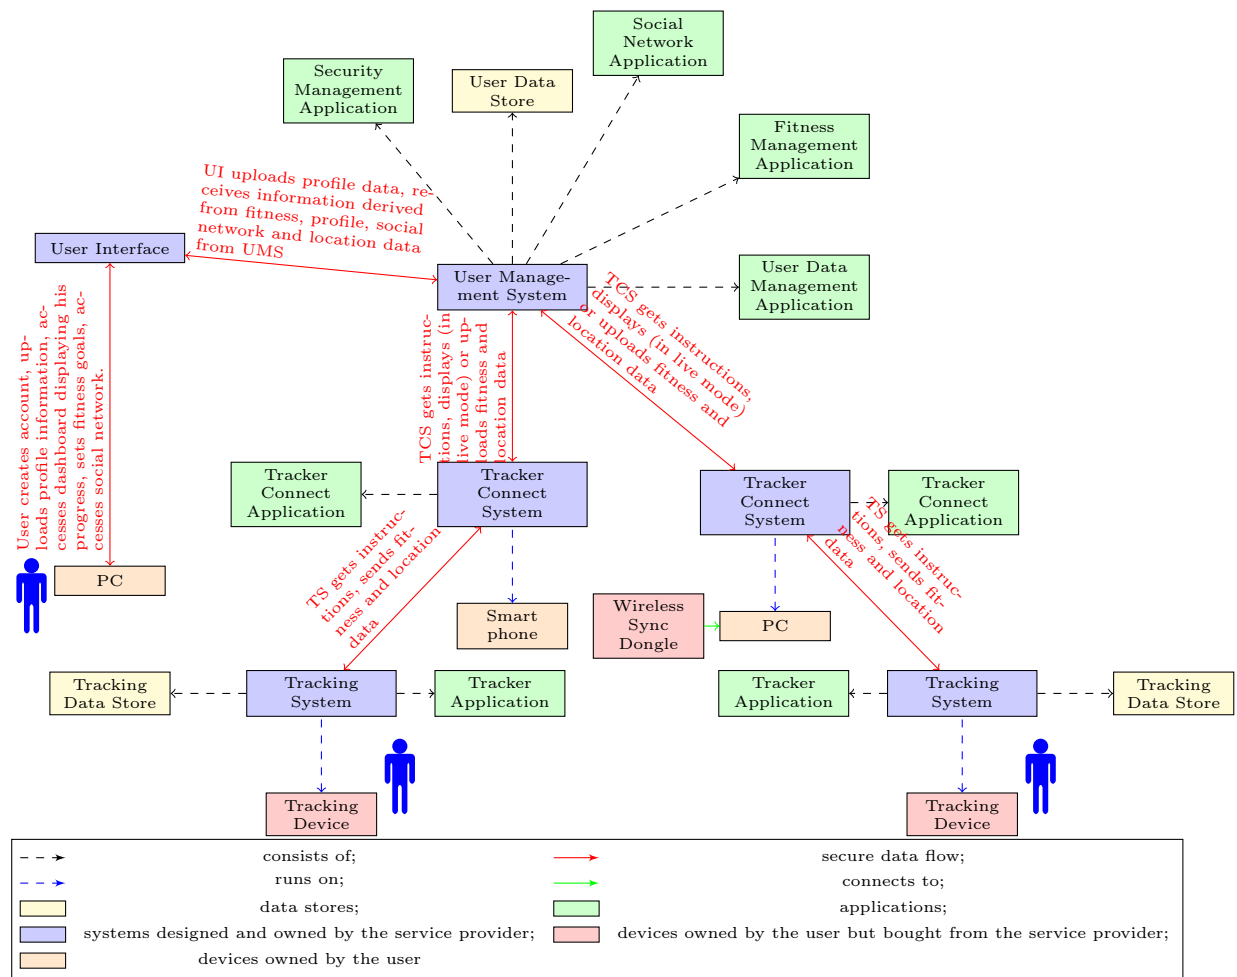 Social
Network
Application
Security
Management
Application
User Data
Store
Fitness
Management
Application
UI uploads profile data, re-
ceives information derived
from fitness, profile, social
network and location data
from UMS
User Interface
User Manage-
ment System
User Data
Management
Application
User creates account, up-
loads profile information, ac-
cesses dashboard displaying his
progress, sets fitness goals, ac-
cesses social network.
TCS gets instruc-
tions, displays (in
live mode) or up-
loads fitness and
location data
TCS gets instructions,
displays (in live mode)
or uploads fitness and
location data
Tracker
Connect
Application
Tracker
Connect
System
Tracker
Connect
System
Tracker
Connect
Application
TS gets instruc-
tions, sends fit-
ness and location
data
TS gets instruc-
tions, sends fit-
ness and location
data
PC
Smart
phone
Wireless
Sync
Dongle
PC
Tracking
Data Store
Tracking
System
Tracker
Application
Tracker
Application
Tracking
System
Tracking
Data Store
Tracking
Device
Tracking
Device
consists of;
secure data flow;
runs on;
connects to;
data stores;
applications;
systems designed and owned by the service provider;
devices owned by the user but bought from the service provider;
devices owned by the user